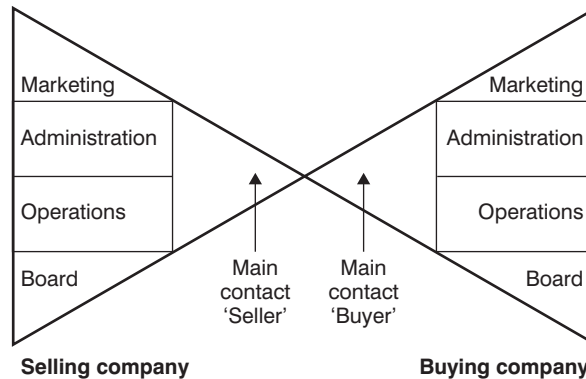 Marketing
Marketing
Administration
Administration
Operations
Operations
Board
Board
Main
contact
‘Seller’
Main
contact
‘Buyer’
Selling company
Buying company